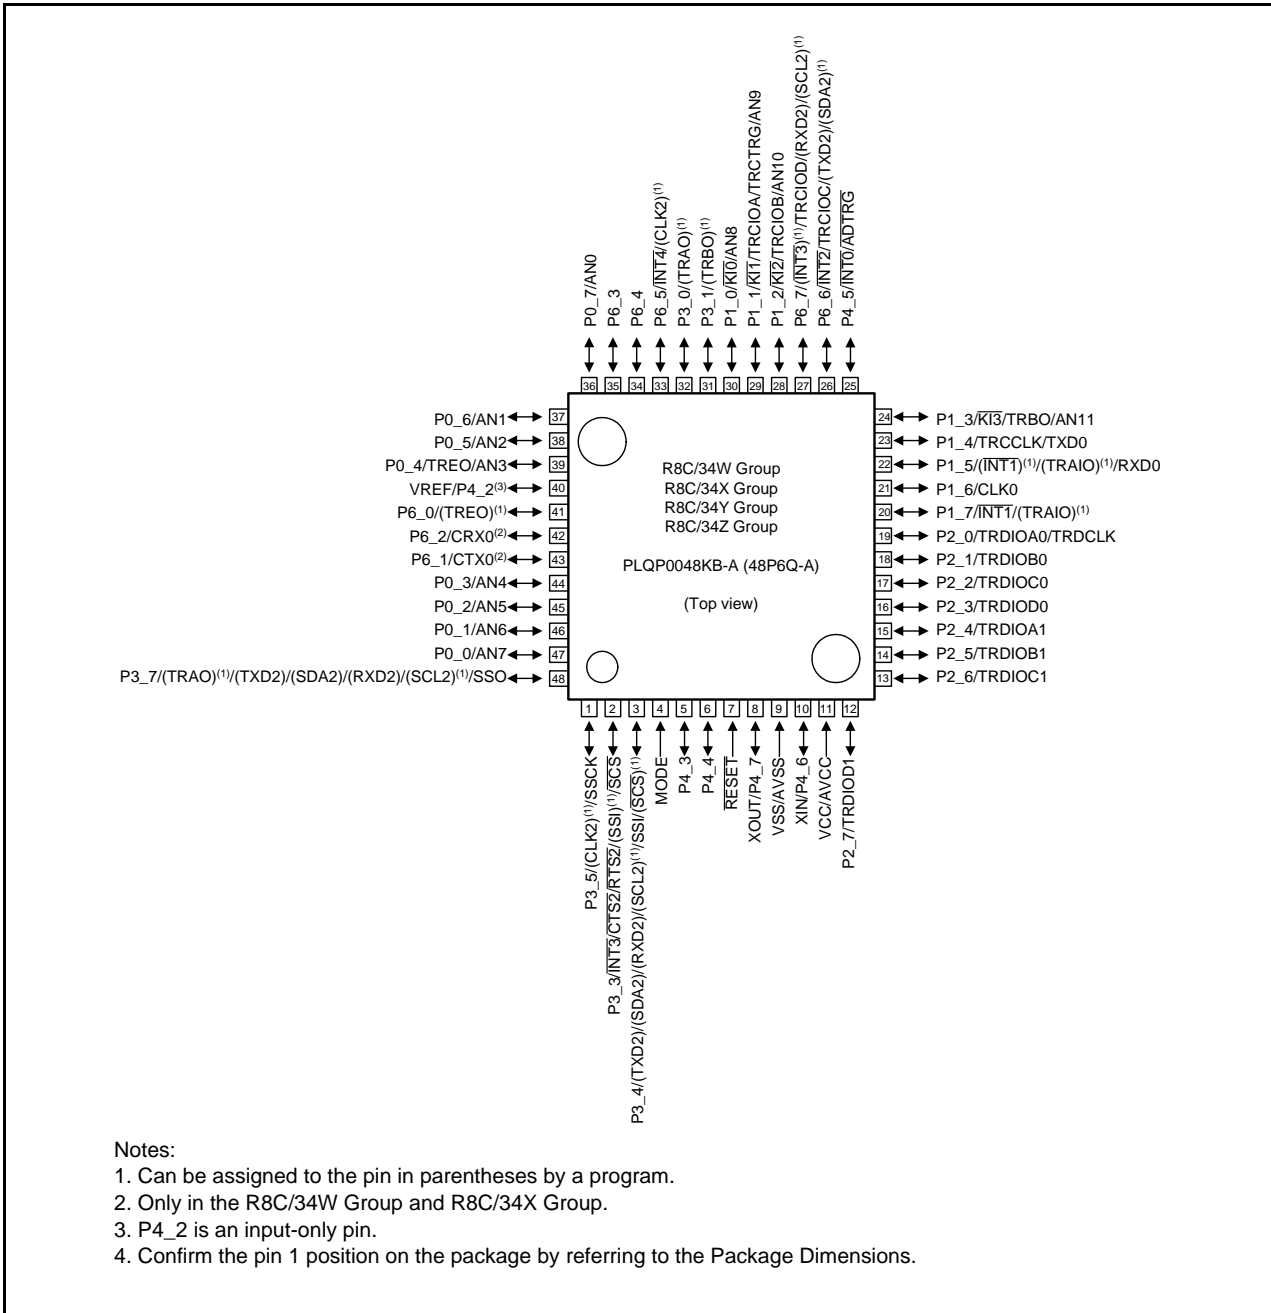 P0_7/AN0
P6_3
P6_4
P6_5/INT4/(CLK2)(1)
P3_0/(TRAO)(1)
P3_1/(TRBO)(1)
P1_0/KI0/AN8
P1_1/KI1/TRCIOA/TRCTRG/AN9
P1_2/KI2/TRCIOB/AN10
P6_7/(INT3)(1)/TRCIOD/(RXD2)/(SCL2)(1)
P6_6/INT2/TRCIOC/(TXD2)/(SDA2)(1)
P4_5/INT0/ADTRG
36 35 34 33 32 31 30 29 28 27 26 25
P0_6/AN1 37
P0_5/AN2 38
P0_4/TREO/AN3 39
VREF/P4_2(3) 40
P6_0/(TREO)(1) 41
P6_2/CRX0(2) 42
P6_1/CTX0(2) 43
P0_3/AN4 44
P0_2/AN5 45
P0_1/AN6 46
P0_0/AN7 47
P3_7/(TRAO)(1)/(TXD2)/(SDA2)/(RXD2)/(SCL2)(1)/SSO 48
R8C/34W Group
R8C/34X Group
R8C/34Y Group
R8C/34Z Group
PLQP0048KB-A (48P6Q-A)
(Top view)
24 P1_3/KI3/TRBO/AN11
23 P1_4/TRCCLK/TXD0
22 P1_5/(INT1)(1)/(TRAIO)(1)/RXD0
21 P1_6/CLK0
20 P1_7/INT1/(TRAIO)(1)
19 P2_0/TRDIOA0/TRDCLK
18 P2_1/TRDIOB0
17 P2_2/TRDIOC0
16 P2_3/TRDIOD0
15 P2_4/TRDIOA1
14 P2_5/TRDIOB1
13 P2_6/TRDIOC1
1 2 3 4 5 6 7 8 9 10 11 12
P3_5/(CLK2)(1)/SSCK
P3_3/INT3/CTS2/RTS2/(SSI)(1)/SCS
P3_4/(TXD2)/(SDA2)/(RXD2)/(SCL2)(1)/SSI/(SCS)(1)
MODE
P4_3
P4_4
RESET
XOUT/P4_7
VSS/AVSS
XIN/P4_6
VCC/AVCC
P2_7/TRDIOD1
Notes:
1. Can be assigned to the pin in parentheses by a program.
2. Only in the R8C/34W Group and R8C/34X Group.
3. P4_2 is an input-only pin.
4. Confirm the pin 1 position on the package by referring to the Package Dimensions.